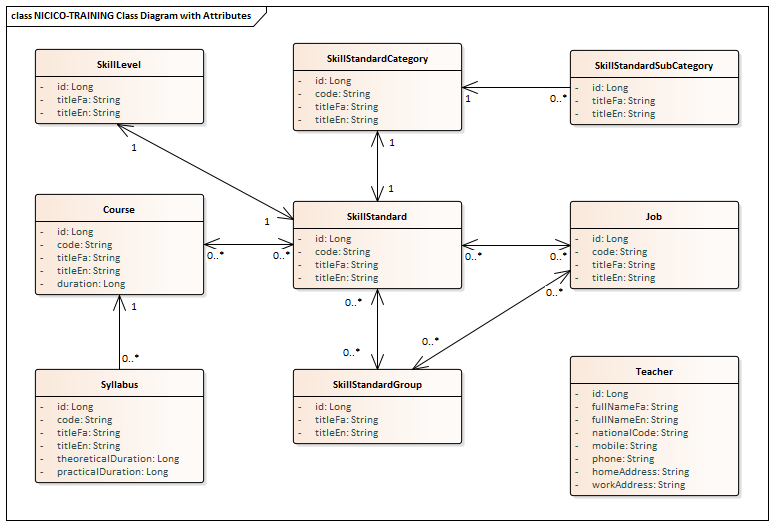 class NICICO-TRAINING Class Diagram with Attributes
SkillLevel
- id: Long
- titleFa: String
- titleEn: String
SkillStandardCategory
- id: Long
- code: String
- titleFa: String
- titleEn: String
SkillStandardSubCategory
- id: Long
- titleFa: String
- titleEn: String
1
0..*
1
1
1
1
Course
- id: Long
- code: String
- titleFa: String
- titleEn: String
- duration: Long
SkillStandard
- id: Long
- code: String
- titleFa: String
- titleEn: String
Job
- id: Long
- code: String
- titleFa: String
- titleEn: String
0..*
0..*
0..*
0..*
0..*
0..*
0..*
0..*
1
0..*
Syllabus
- id: Long
- code: String
- titleFa: String
- titleEn: String
- theoreticalDuration: Long
- practicalDuration: Long
SkillStandardGroup
- id: Long
- titleFa: String
- titleEn: String
Teacher
- id: Long
- fullNameFa: String
- fullNameEn: String
- nationalCode: String
- mobile: String
- phone: String
- homeAddress: String
- workAddress: String